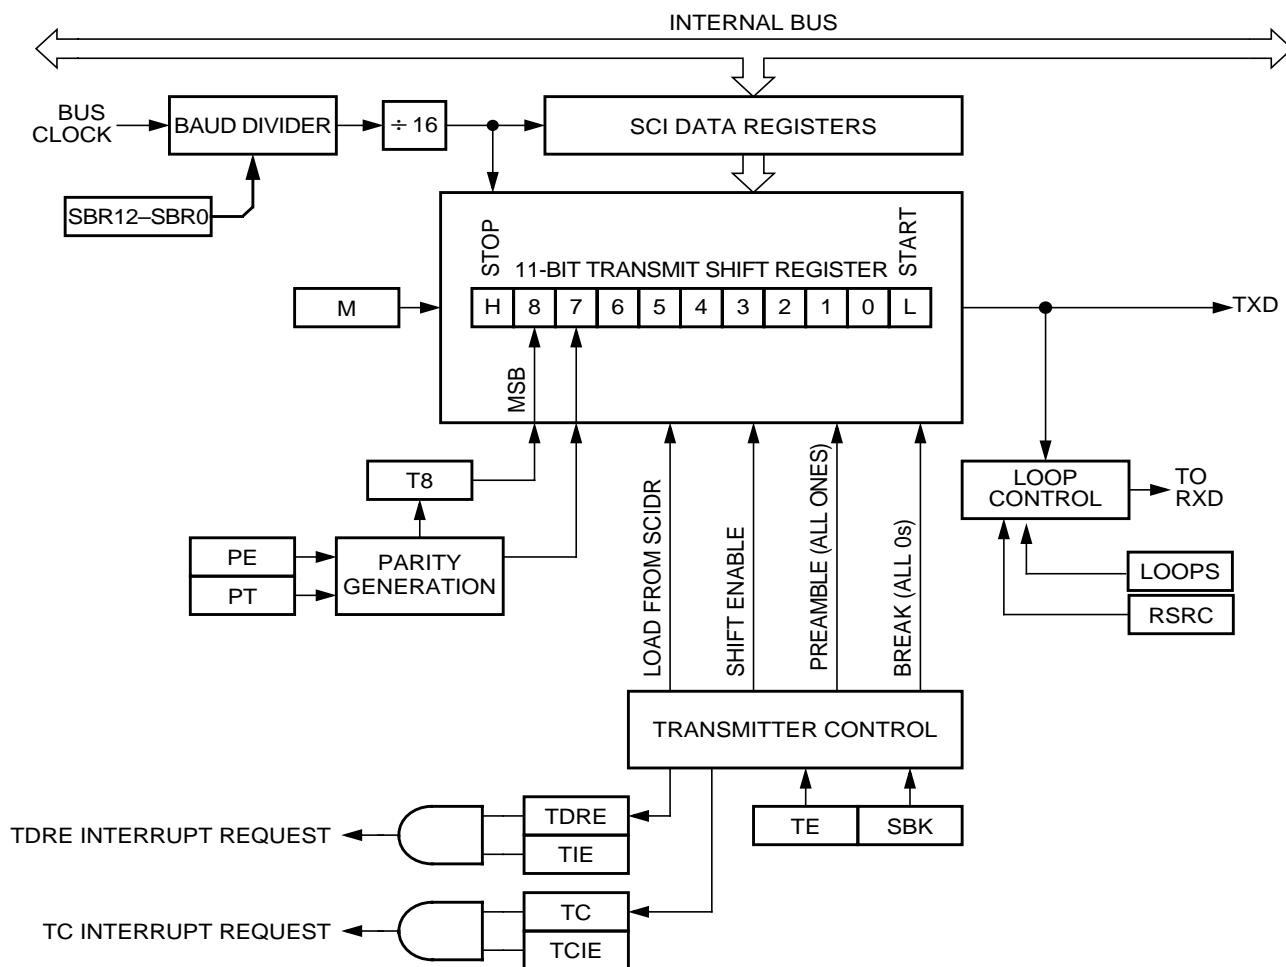 INTERNAL BUS
BUS
CLOCK
BAUD DIVIDER
÷ 16
SCI DATA REGISTERS
SBR12–SBR0
STOP
11-BIT TRANSMIT SHIFT REGISTER
START
M
H 8 7 6 5 4 3 2 1 0 L
TXD
MSB
T8
LOOP
CONTROL
TO
RXD
PE
PT
PARITY
GENERATION
LOAD FROM SCIDR
SHIFT ENABLE
PREAMBLE (ALL ONES)
BREAK (ALL 0s)
LOOPS
RSRC
TRANSMITTER CONTROL
TDRE INTERRUPT REQUEST
TDRE
TIE
TE
SBK
TC INTERRUPT REQUEST
TC
TCIE